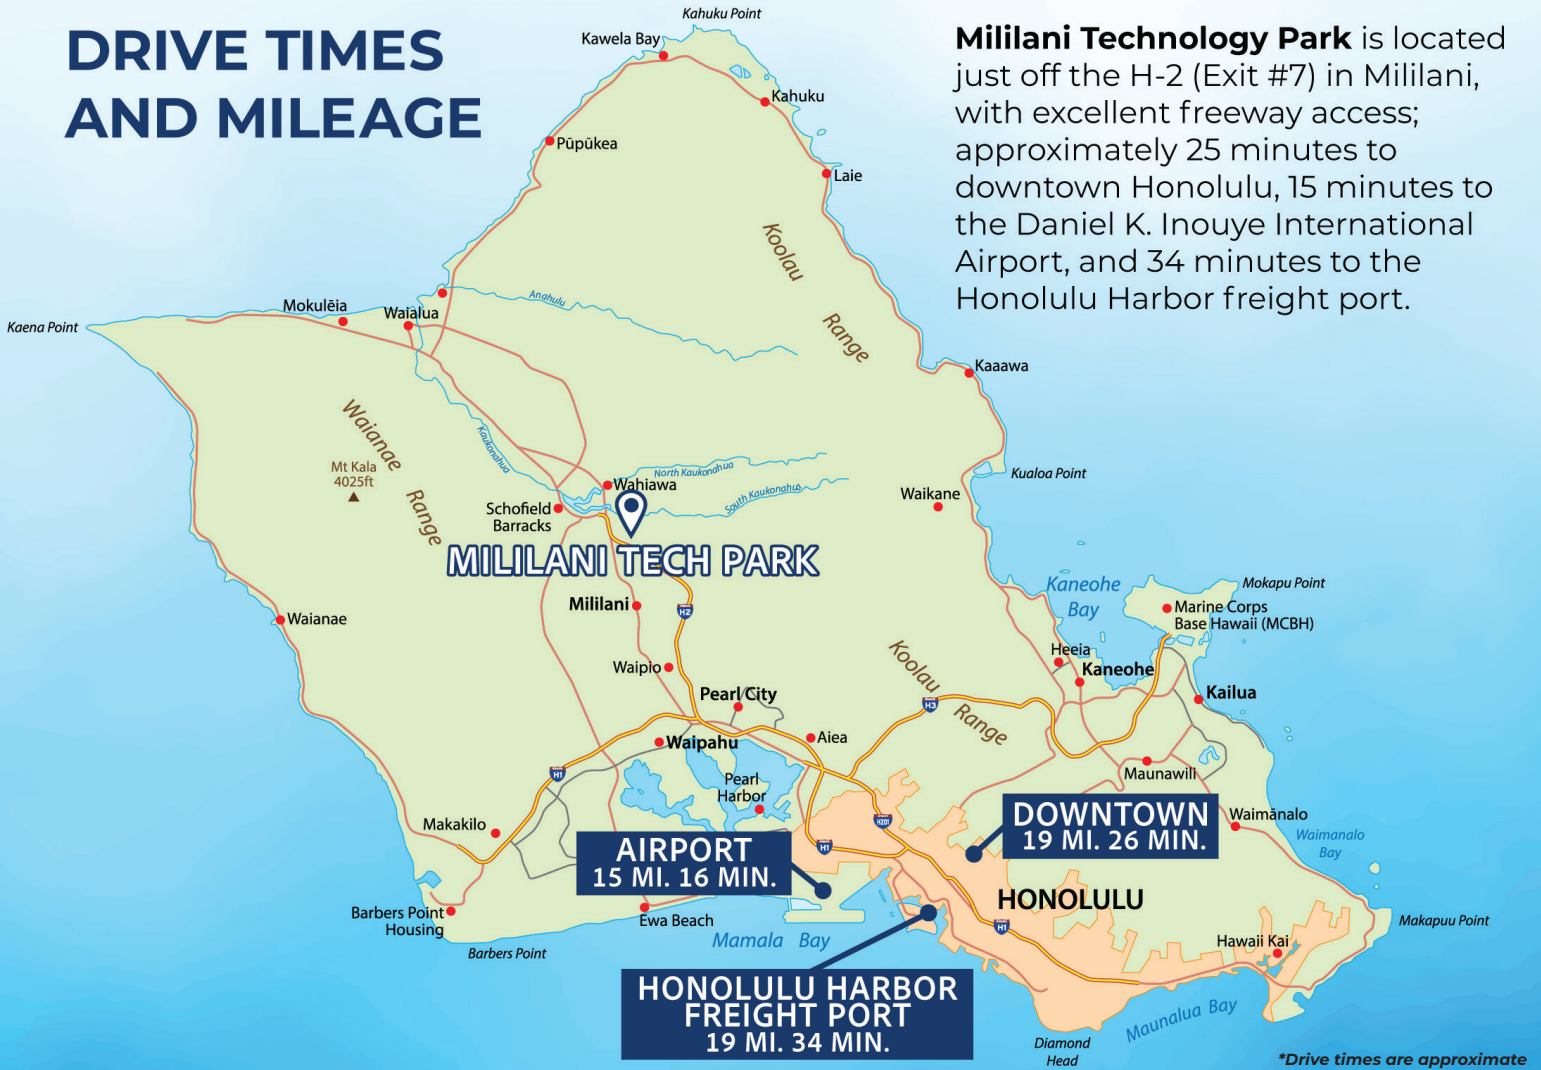 DRIVE TIMES
AND MILEAGE
Mililani Technology Park is located
just off the H-2 (Exit #7) in Mililani,
with excellent freeway access;
approximately 25 minutes to
downtown Honolulu, 15 minutes to
the Daniel K. Inouye International
Airport, and 34 minutes to the
Honolulu Harbor freight port.
Kahuku Point
Kawela Bay
Kahuku
Pūpūkea
Laie
Koolau
Range
Anahulu
Mokulēia
Waialua
Kaena Point
Kaaawa
Waianae
Range
Mt Kala
4025ft
Kaukonahua
North Kaukonahua
South Kaukonahua
Wahiawa
Kualoa Point
Waikane
Schofield
Barracks
MILILANI TECH PARK
Kaneohe
Bay
Mokapu Point
Marine Corps
Base Hawaii (MCBH)
Mililani
H2
Waianae
Heeia
Kaneohe
Waipio
Koolau
Range
Pearl City
Kailua
H3
Waipahu
Aiea
Maunawili
H1
Pearl
Harbor
Makakilo
H201
DOWNTOWN
19 MI. 26 MIN.
Waimānalo
Waimanalo
Bay
AIRPORT
15 MI. 16 MIN.
H1
HONOLULU
Barbers Point
Housing
Ewa Beach
H1
Makapuu Point
Barbers Point
Mamala Bay
Hawaii Kai
HONOLULU HARBOR
FREIGHT PORT
19 MI. 34 MIN.
Maunalua Bay
Diamond
Head
*Drive times are approximate